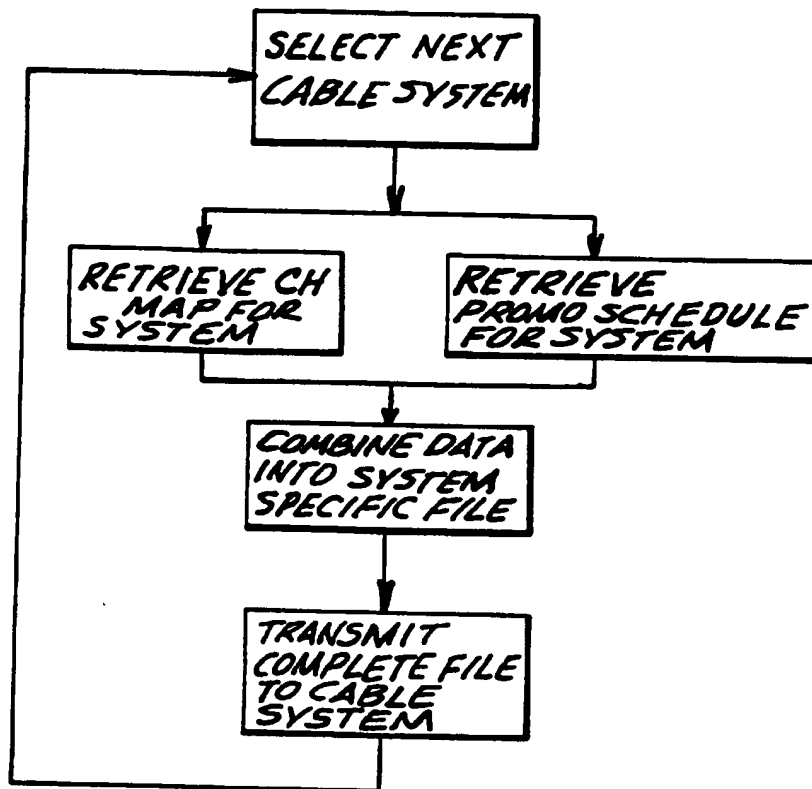 SELECT NEXT
CABLE SYSTEM
RETRIEVE CH
MAP FOR
SYSTEM
RETRIEVE
PROMO SCHEDULE
FOR SYSTEM
COMBINE DATA
INTO SYSTEM
SPECIFIC FILE
TRANSMIT
COMPLETE FILE
TO CABLE
SYSTEM